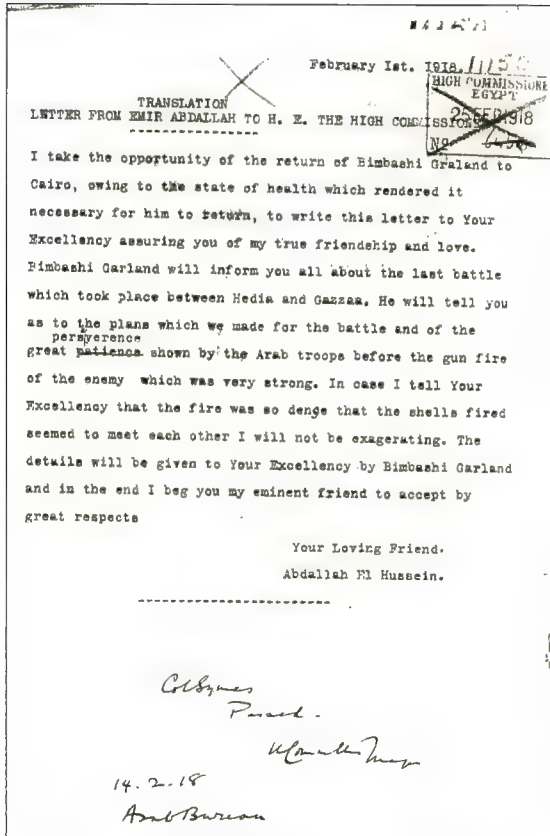 February 1st. 1918.
HIGH COMMISSIONE
EGYPT
25 FEB 1918
No
TRANSLATION
LETTER FROM EMIR ABDALLAH TO H. E. THE HIGH COMMISSIONE
I take the opportunity of the return of Bimbashi Graland to
Cairo, owing to the state of health which rendered it
necessary for him to return, to write this letter to Your
Excellency assuring you of my true friendship and love.
Bimbashi Garland will inform you all about the last battle
which took place between Hedia and Gazzaa. He will tell you
as to the plans which we made for the battle and of the
perseverence
great patience shown by the Arab troops before the gun fire
of the enemy which was very strong. In case I tell Your
Excellency that the fire was so dense that the shells fired
seemed to meet each other I will not be exagerating. The
details will be given to Your Excellency by Bimbashi Garland
and in the end I beg you my eminent friend to accept by
great respects
Your Loving Friend.
Abdallah El Hussein.
Col Symes
Passed.
14.2.18
Arab Bureau